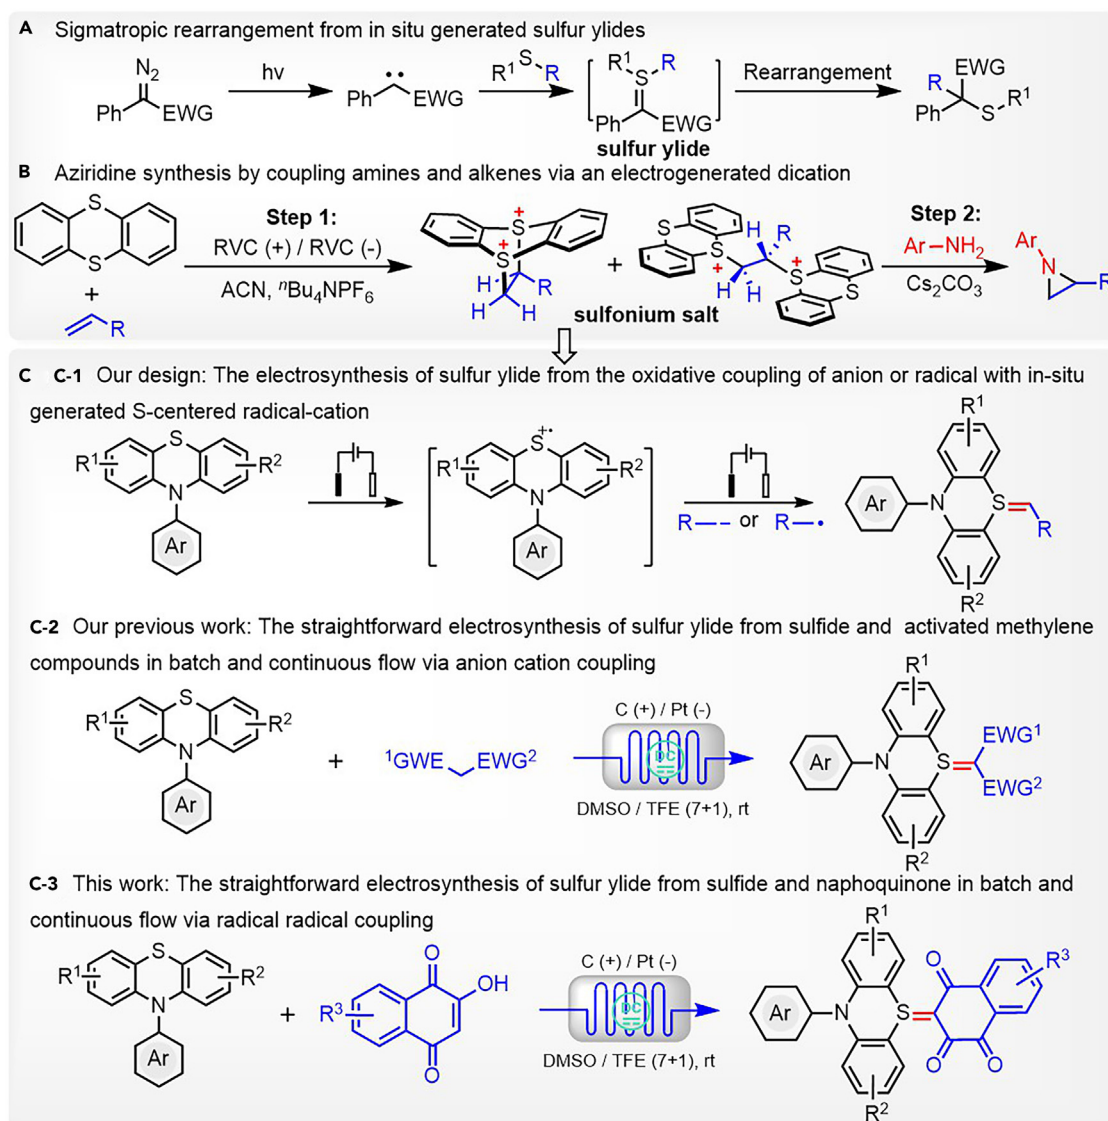 A Sigmatropic rearrangement from in situ generated sulfur ylides
N2
Ph
EWG
hν
Ph
EWG
R1 S R
R1 S R
Ph
EWG
sulfur ylide
Rearrangement
EWG
R
Ph
S R1
B Aziridine synthesis by coupling amines and alkenes via an electrogenerated dication
S
S
+
R
Step 1:
RVC (+) / RVC (-)
ACN, nBu4NPF6
+
S
+
S
H
R
H
H
+
S
S
+
H
R
H
H
+
S
S
sulfonium salt
Step 2:
Ar–NH2
Cs2CO3
Ar
N
R
C C-1 Our design: The electrosynthesis of sulfur ylide from the oxidative coupling of anion or radical with in-situ
generated S-centered radical-cation
R1
S
R2
N
Ar
R1
S+•
R2
N
Ar
R — - or R — •
R1
Ar
N
S
R
R2
C-2 Our previous work: The straightforward electrosynthesis of sulfur ylide from sulfide and activated methylene
compounds in batch and continuous flow via anion cation coupling
R1
S
R2
N
Ar
+
1GWE EWG2
C (+) / Pt (-)
DC
DMSO / TFE (7+1), rt
R1
Ar
N
S
EWG1
EWG2
R2
C-3 This work: The straightforward electrosynthesis of sulfur ylide from sulfide and naphoquinone in batch and
continuous flow via radical radical coupling
R1
S
R2
N
Ar
+
O
OH
R3
O
C (+) / Pt (-)
DC
DMSO / TFE (7+1), rt
R1
Ar
N
S
O
R3
O
O
R2